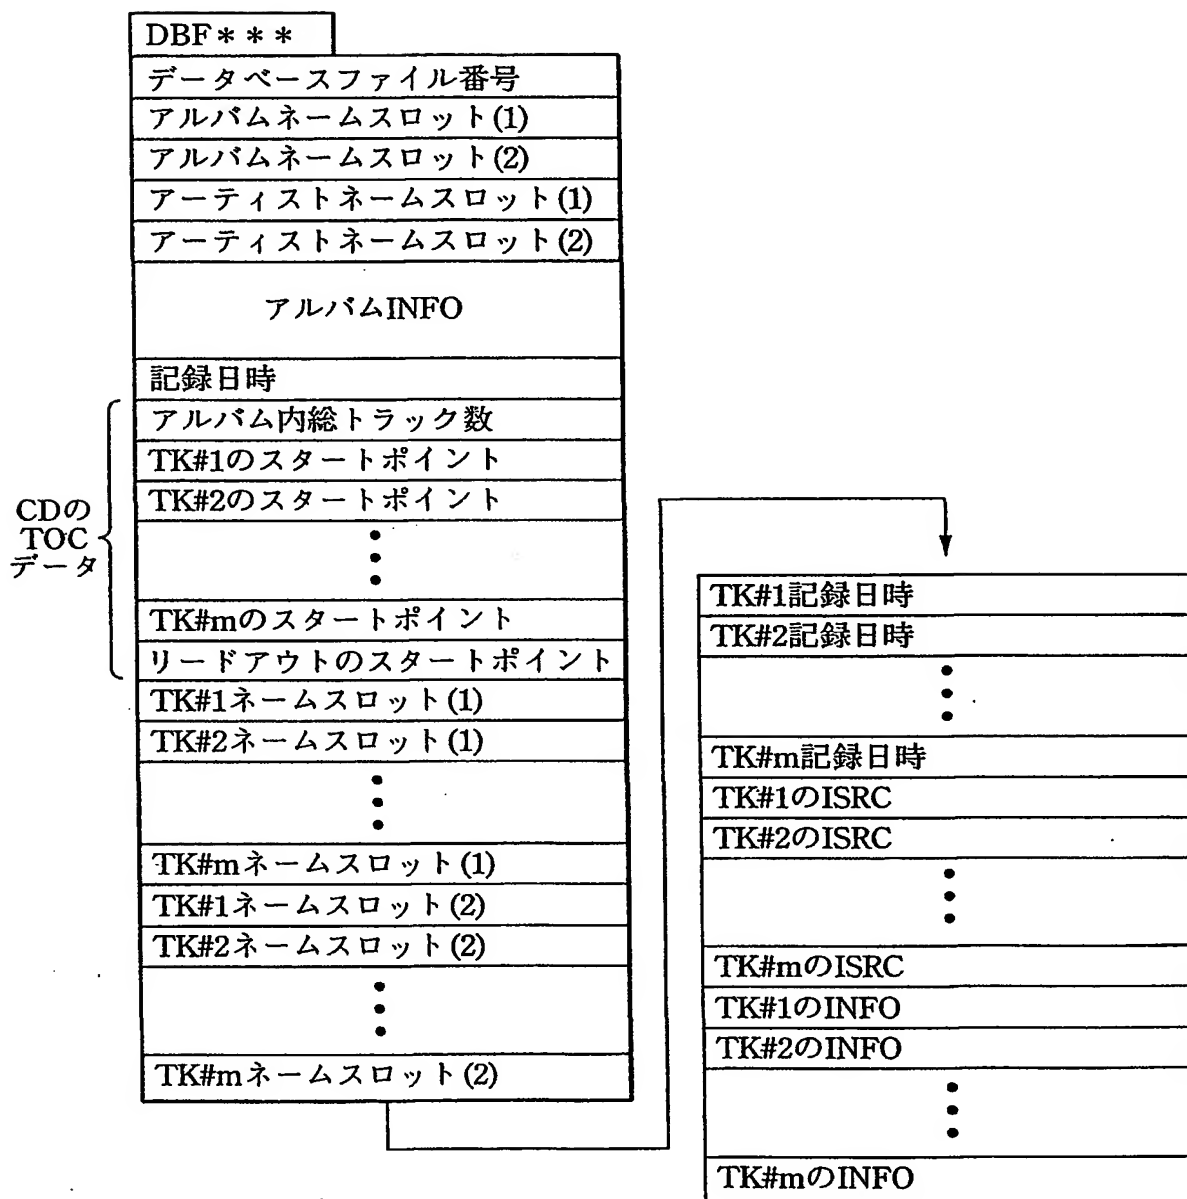 DBF＊＊＊
データベースファイル番号
アルバムネームスロット(1)
アルバムネームスロット(2)
アーティストネームスロット(1)
アーティストネームスロット(2)
アルバムINFO
記録日時
アルバム内総トラック数
TK#1のスタートポイント
TK#2のスタートポイント
TK#mのスタートポイント
リードアウトのスタートポイント
CDの
TOC
データ
TK#1ネームスロット(1)
TK#2ネームスロット(1)
TK#mネームスロット(1)
TK#1ネームスロット(2)
TK#2ネームスロット(2)
TK#mネームスロット(2)
TK#1記録日時
TK#2記録日時
TK#m記録日時
TK#1のISRC
TK#2のISRC
TK#mのISRC
TK#1のINFO
TK#2のINFO
TK#mのINFO